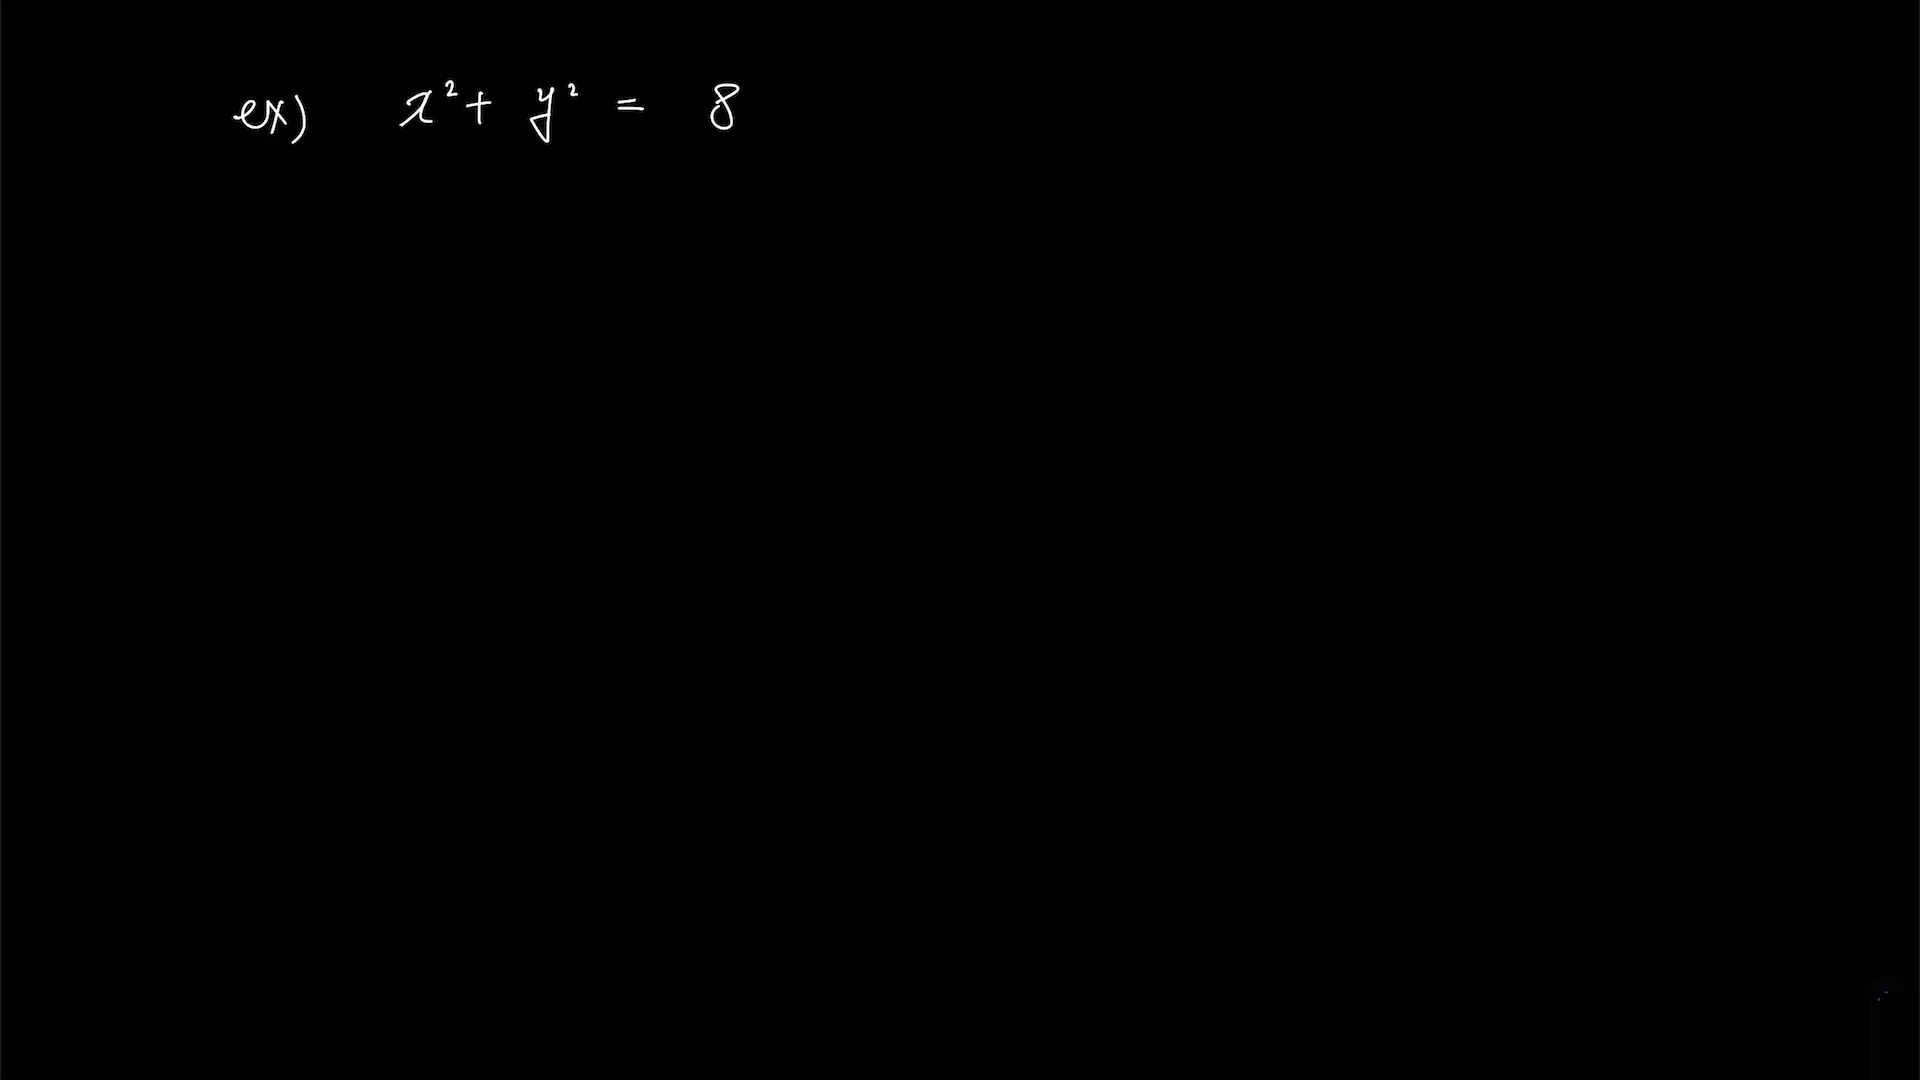 ex) x² + y² = 8